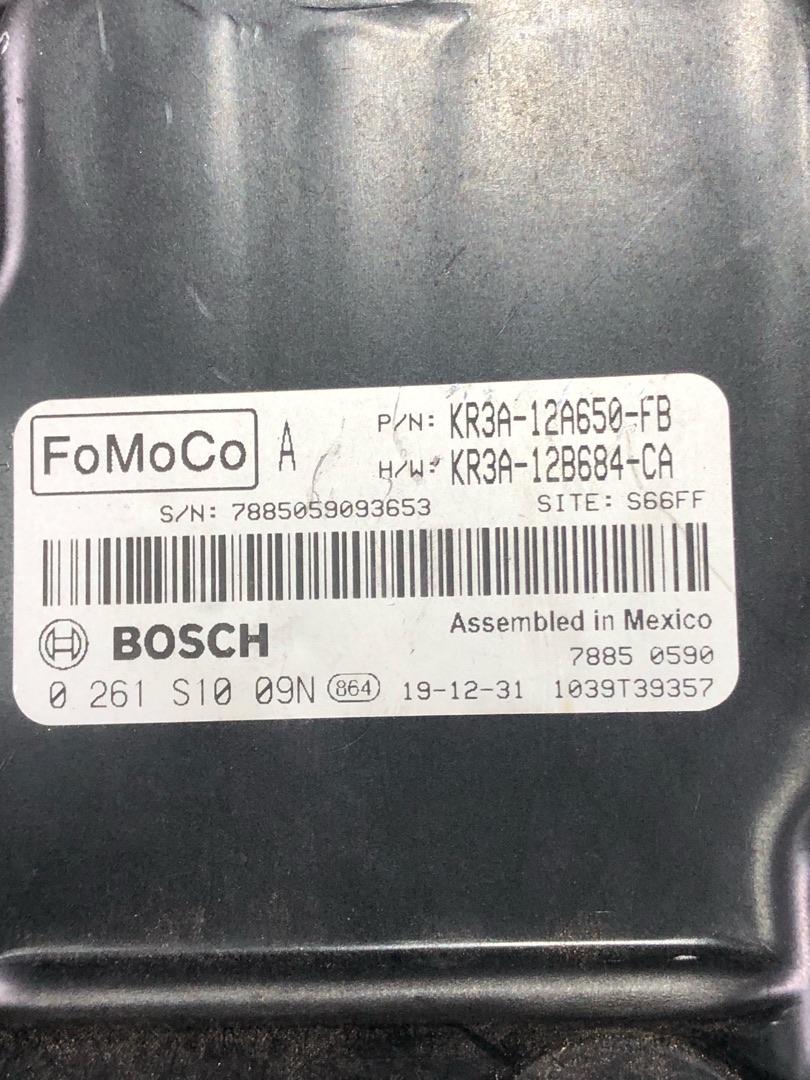 FoMoCo A P/N: KR3A-12A650-FB
H/W: KR3A-12B684-CA
S/N: 7885059093653 SITE: S66FF
BOSCH Assembled in Mexico
7885 0590
0 261 S10 09N 864 19-12-31 1039T39357